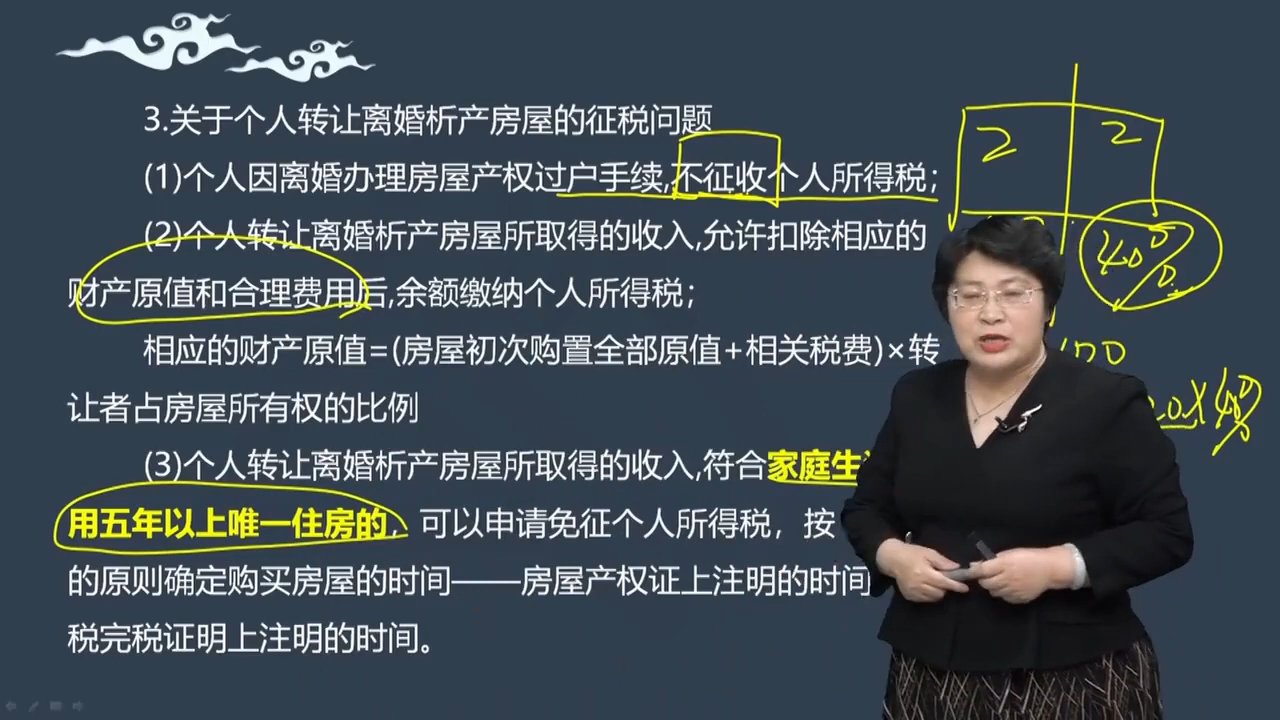 3.关于个人转让离婚析产房屋的征税问题
(1)个人因离婚办理房屋产权过户手续,不征收个人所得税；
(2)个人转让离婚析产房屋所取得的收入,允许扣除相应的
财产原值和合理费用后,余额缴纳个人所得税；
相应的财产原值=(房屋初次购置全部原值+相关税费)×转
让者占房屋所有权的比例
(3)个人转让离婚析产房屋所取得的收入,符合家庭生
用五年以上唯一住房的，可以申请免征个人所得税，按
的原则确定购买房屋的时间——房屋产权证上注明的时间
税完税证明上注明的时间。
2 2
40%
100